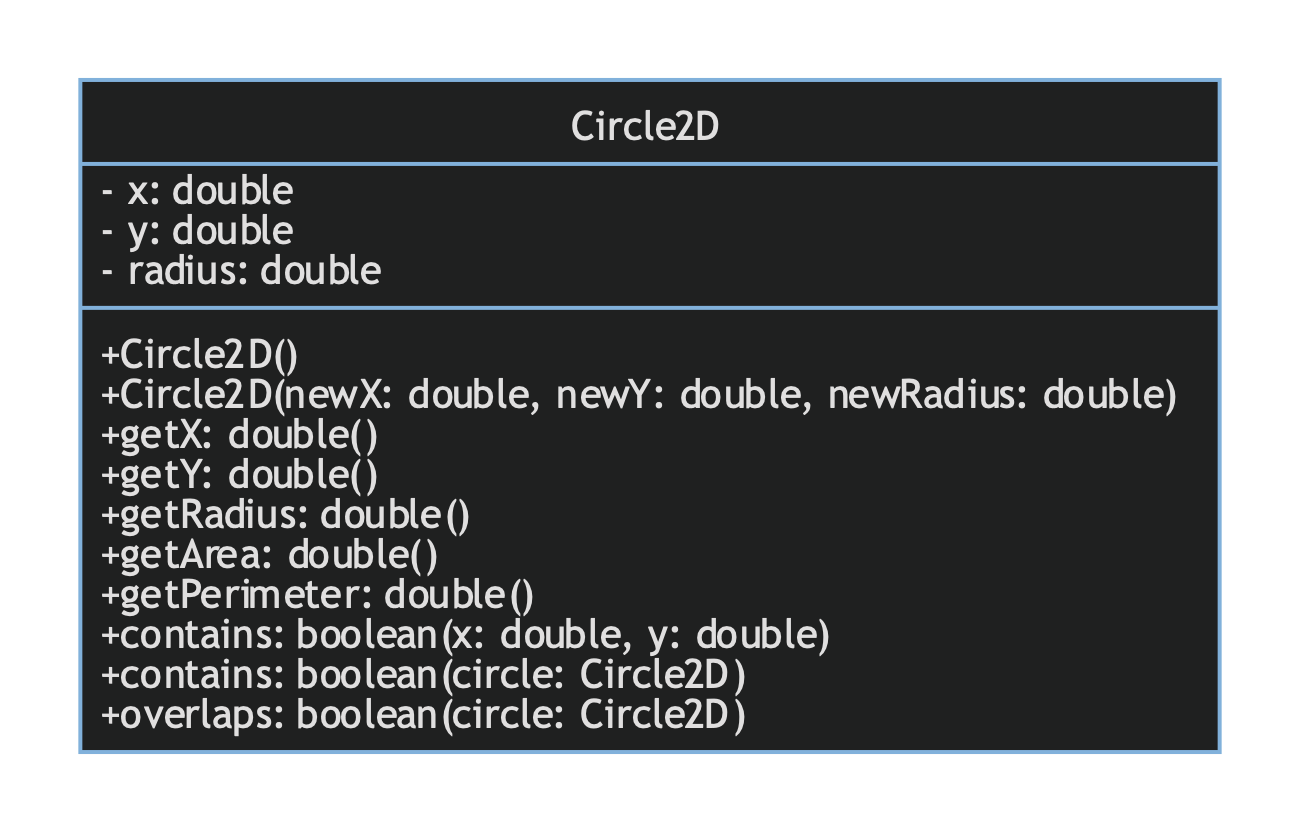 Circle2D
- x: double
- y: double
- radius: double
+Circle2D()
+Circle2D(newX: double, newY: double, newRadius: double)
+getX: double()
+getY: double()
+getRadius: double()
+getArea: double()
+getPerimeter: double()
+contains: boolean(x: double, y: double)
+contains: boolean(circle: Circle2D)
+overlaps: boolean(circle: Circle2D)